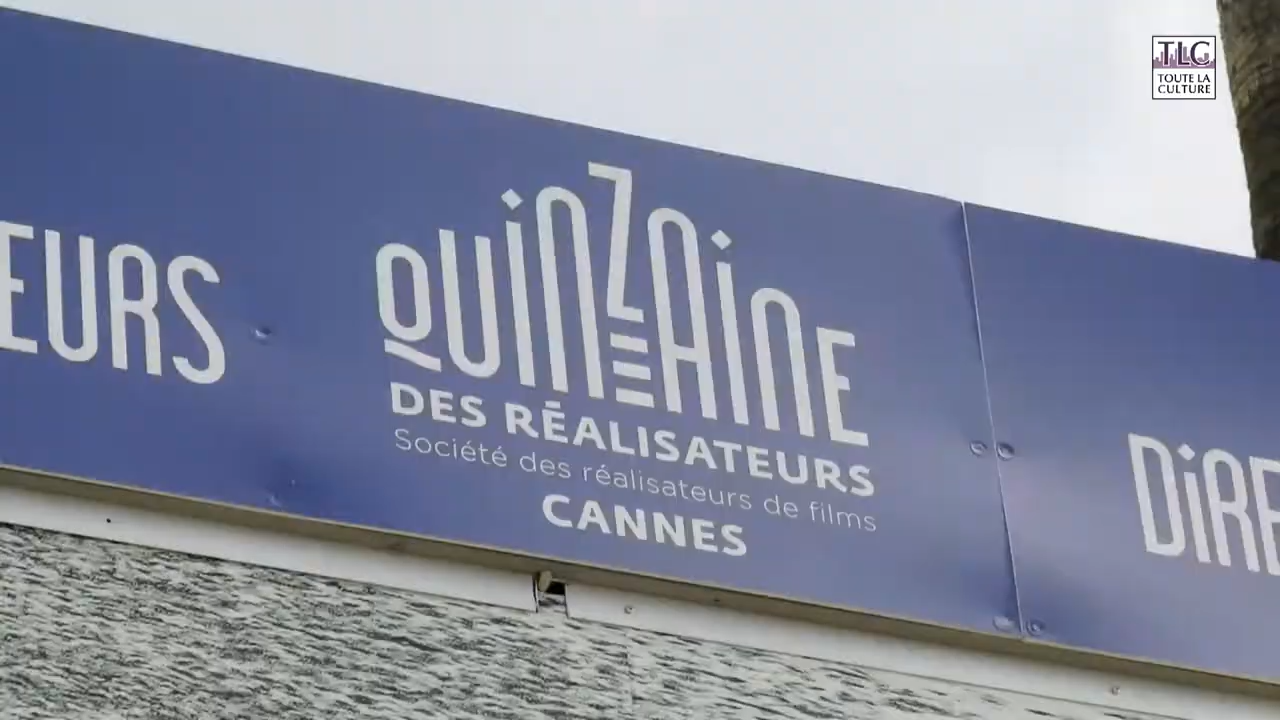 TLC
TOUTE LA
CULTURE
EURS
QUINZAINE
DES RÉALISATEURS
Société des réalisateurs de films
CANNES
DIRE